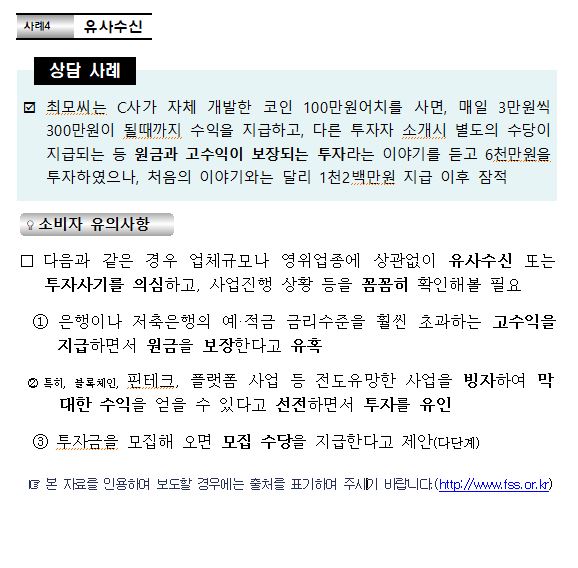 사례4 유사수신
상담 사례
☑ 최모씨는 C사가 자체 개발한 코인 100만원어치를 사면, 매일 3만원씩
300만원이 될때까지 수익을 지급하고, 다른 투자자 소개시 별도의 수당이
지급되는 등 원금과 고수익이 보장되는 투자라는 이야기를 듣고 6천만원을
투자하였으나, 처음의 이야기와는 달리 1천2백만원 지급 이후 잠적
소비자 유의사항
□ 다음과 같은 경우 업체규모나 영위업종에 상관없이 유사수신 또는
투자사기를 의심하고, 사업진행 상황 등을 꼼꼼히 확인해볼 필요
① 은행이나 저축은행의 예·적금 금리수준을 훨씬 초과하는 고수익을
지급하면서 원금을 보장한다고 유혹
② 특히, 블록체인, 핀테크, 플랫폼 사업 등 전도유망한 사업을 빙자하여 막
대한 수익을 얻을 수 있다고 선전하면서 투자를 유인
③ 투자금을 모집해 오면 모집 수당을 지급한다고 제안(다단계)
☞ 본 자료를 인용하여 보도할 경우에는 출처를 표기하여 주시기 바랍니다.(http://www.fss.or.kr)